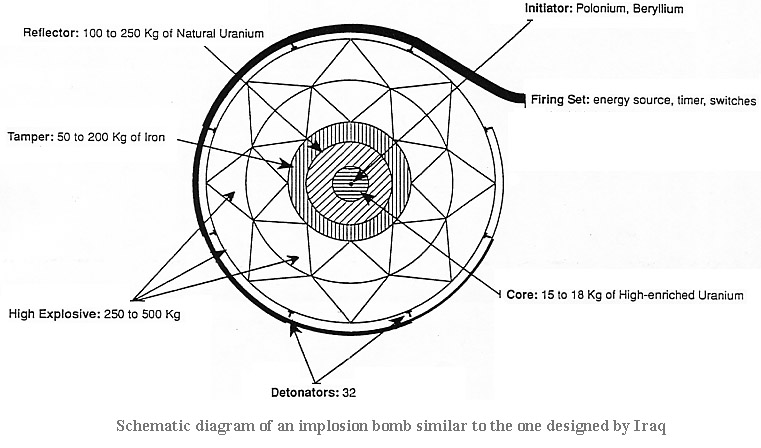 Initiator: Polonium, Beryllium
Reflector: 100 to 250 Kg of Natural Uranium
Firing Set: energy source, timer, switches
Tamper: 50 to 200 Kg of Iron
Core: 15 to 18 Kg of High-enriched Uranium
High Explosive: 250 to 500 Kg
Detonators: 32
Schematic diagram of an implosion bomb similar to the one designed by Iraq